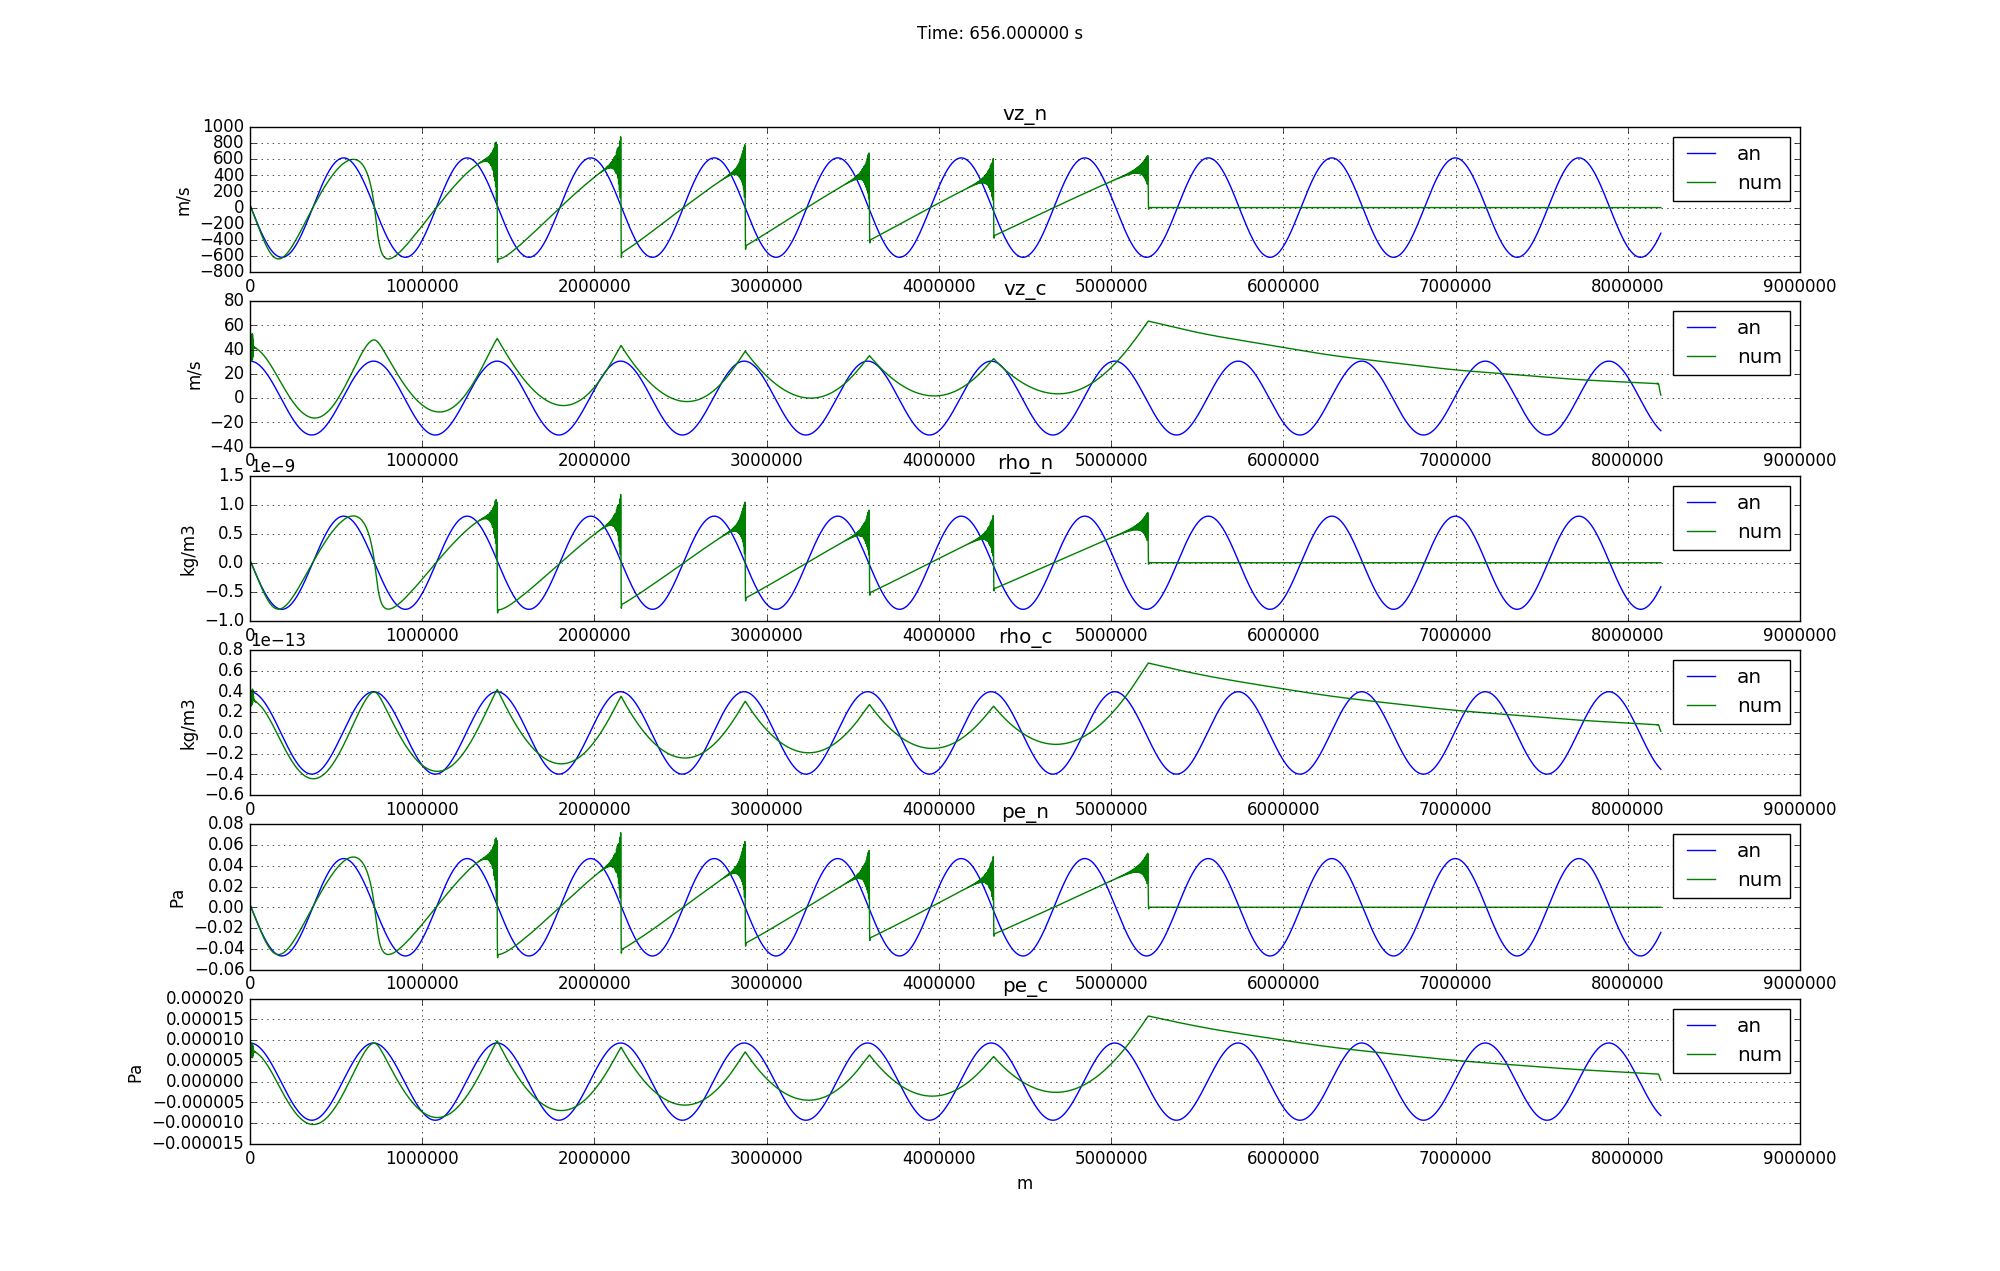 Time: 656.000000 s
vz_n
1000
800
600
400
200
0
−200
−400
−600
−800
m/s
an
num
0 1000000 2000000 3000000 4000000 5000000 6000000 7000000 8000000 9000000
vz_c
80
60
40
20
0
−20
−40
m/s
an
num
0 1000000 2000000 3000000 4000000 5000000 6000000 7000000 8000000 9000000
1e−9
rho_n
1.5
1.0
0.5
0.0
−0.5
−1.0
kg/m3
an
num
0 1000000 2000000 3000000 4000000 5000000 6000000 7000000 8000000 9000000
1e−13
rho_c
0.8
0.6
0.4
0.2
0.0
−0.2
−0.4
−0.6
kg/m3
an
num
0 1000000 2000000 3000000 4000000 5000000 6000000 7000000 8000000 9000000
pe_n
0.08
0.06
0.04
0.02
0.00
−0.02
−0.04
−0.06
Pa
an
num
0 1000000 2000000 3000000 4000000 5000000 6000000 7000000 8000000 9000000
pe_c
0.000020
0.000015
0.000010
0.000005
0.000000
−0.000005
−0.000010
−0.000015
Pa
an
num
0 1000000 2000000 3000000 4000000 5000000 6000000 7000000 8000000 9000000
m